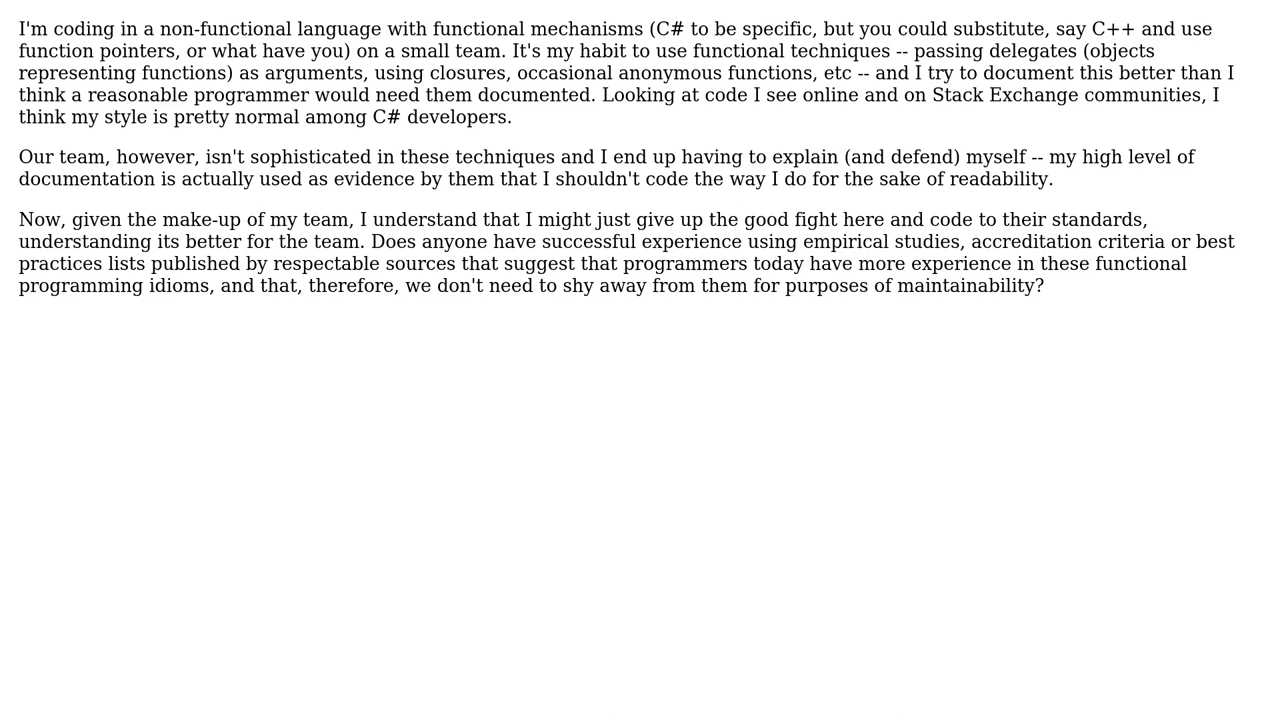 I'm coding in a non-functional language with functional mechanisms (C# to be specific, but you could substitute, say C++ and use
function pointers, or what have you) on a small team. It's my habit to use functional techniques -- passing delegates (objects
representing functions) as arguments, using closures, occasional anonymous functions, etc -- and I try to document this better than I
think a reasonable programmer would need them documented. Looking at code I see online and on Stack Exchange communities, I
think my style is pretty normal among C# developers.
Our team, however, isn't sophisticated in these techniques and I end up having to explain (and defend) myself -- my high level of
documentation is actually used as evidence by them that I shouldn't code the way I do for the sake of readability.
Now, given the make-up of my team, I understand that I might just give up the good fight here and code to their standards,
understanding its better for the team. Does anyone have successful experience using empirical studies, accreditation criteria or best
practices lists published by respectable sources that suggest that programmers today have more experience in these functional
programming idioms, and that, therefore, we don't need to shy away from them for purposes of maintainability?